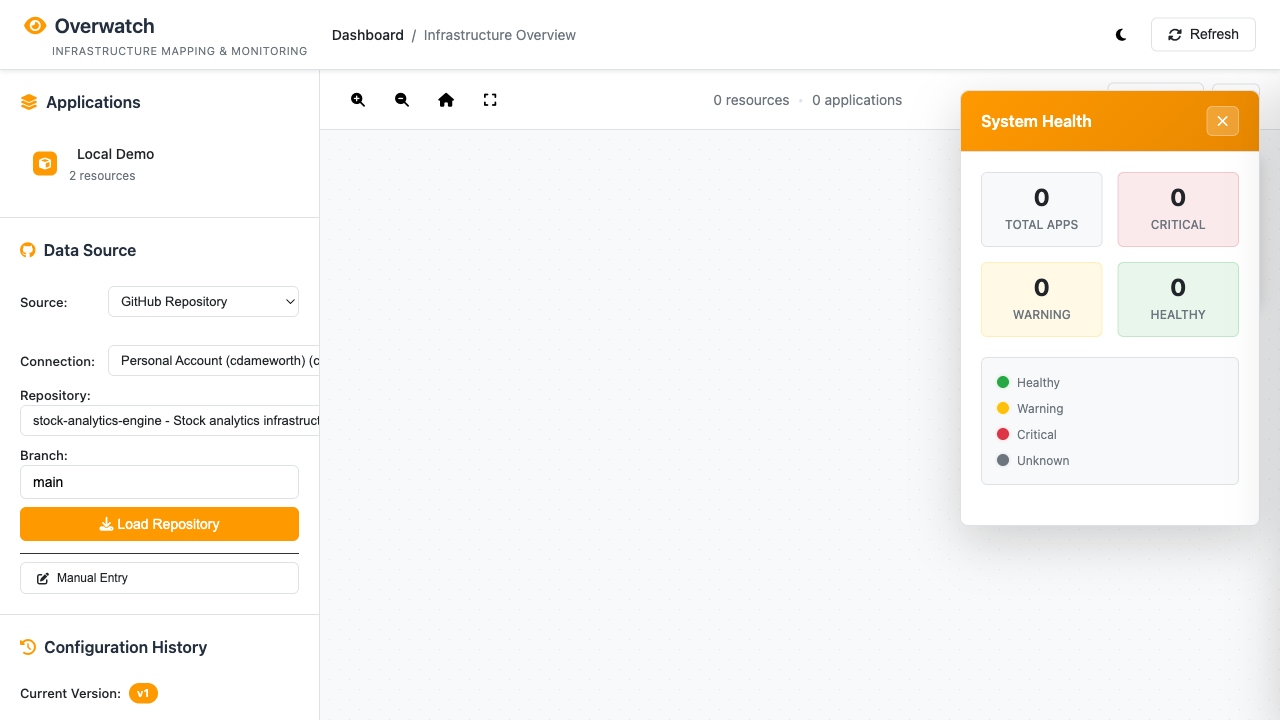 Overwatch
INFRASTRUCTURE MAPPING & MONITORING
Dashboard / Infrastructure Overview
Refresh
Applications
Local Demo
2 resources
Data Source
Source:
GitHub Repository
Connection:
Personal Account (cdameworth) (c
Repository:
stock-analytics-engine - Stock analytics infrastruct
Branch:
main
Load Repository
Manual Entry
Configuration History
Current Version: v1
0 resources • 0 applications
System Health
0
TOTAL APPS
0
CRITICAL
0
WARNING
0
HEALTHY
Healthy
Warning
Critical
Unknown